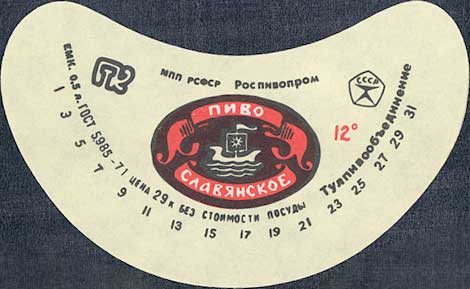 МПП РСФСР Роспивопром
СССР
ПИВО
СЛАВЯНСКОЕ
12°
ЕМК. 0,5 л. ГОСТ 5985-71 ЦЕНА 29 К БЕЗ СТОИМОСТИ ПОСУДЫ Тулпивообъединение
1 3 5 7 9 11 13 15 17 19 21 23 25 27 29 31